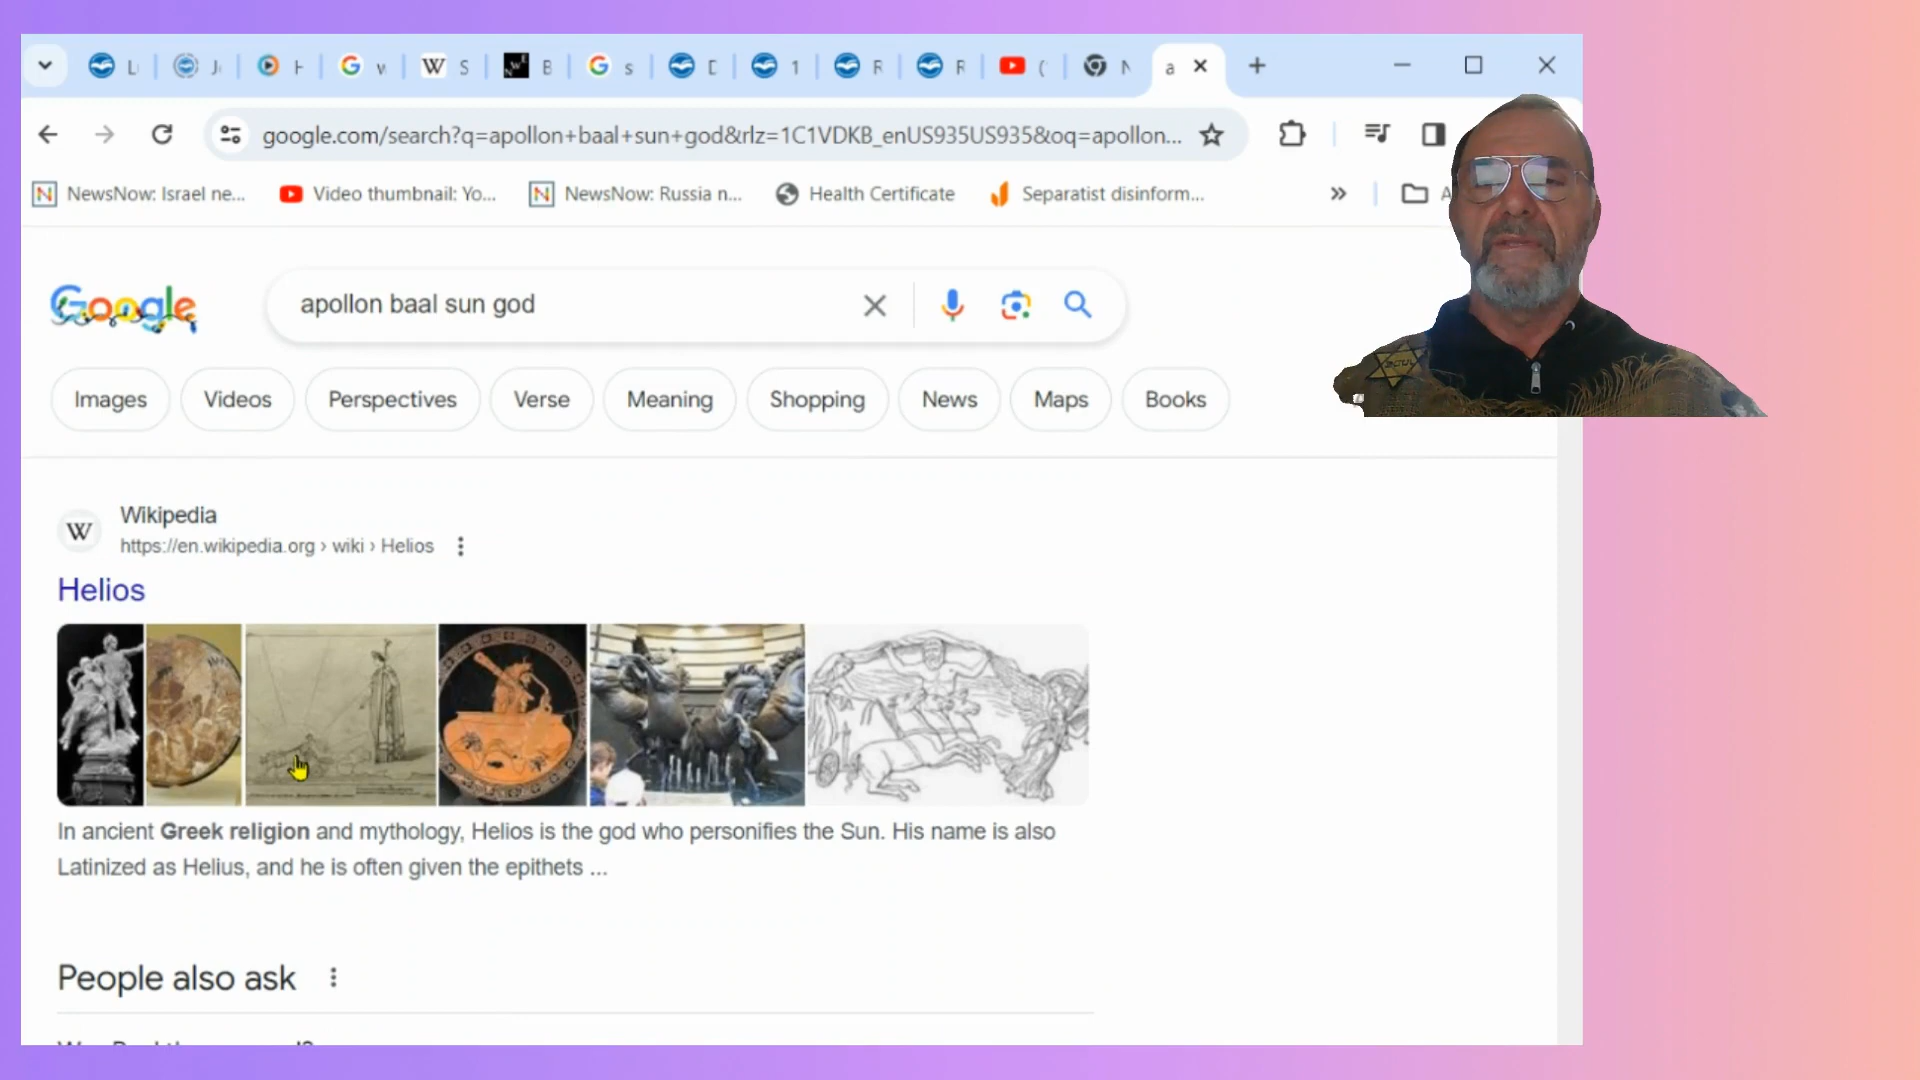 L
J
H
G
v
W
S
B
G
s
D
1
R
R
(
N
a
google.com/search?q=apollon+baal+sun+god&rlz=1C1VDKB_enUS935US935&oq=apollon...
N NewsNow: Israel ne...
Video thumbnail: Yo...
N NewsNow: Russia n...
Health Certificate
Separatist disinform...
»
A
Google
apollon baal sun god
Images
Videos
Perspectives
Verse
Meaning
Shopping
News
Maps
Books
W
Wikipedia
https://en.wikipedia.org › wiki › Helios
Helios
In ancient Greek religion and mythology, Helios is the god who personifies the Sun. His name is also
Latinized as Helius, and he is often given the epithets ...
People also ask